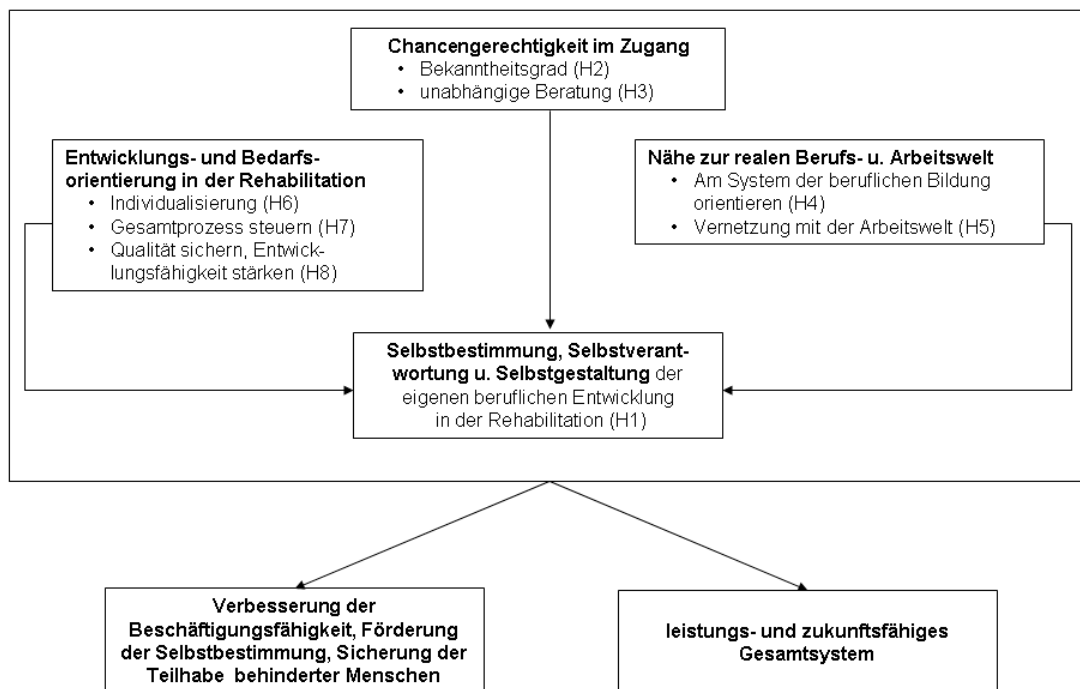 Chancengerechtigkeit im Zugang
• Bekanntheitsgrad (H2)
• unabhängige Beratung (H3)
Entwicklungs- und Bedarfs-
orientierung in der Rehabilitation
• Individualisierung (H6)
• Gesamtprozess steuern (H7)
• Qualität sichern, Entwick-
lungsfähigkeit stärken (H8)
Nähe zur realen Berufs- u. Arbeitswelt
• Am System der beruflichen Bildung
orientieren (H4)
• Vernetzung mit der Arbeitswelt (H5)
Selbstbestimmung, Selbstverant-
wortung u. Selbstgestaltung der
eigenen beruflichen Entwicklung
in der Rehabilitation (H1)
Verbesserung der
Beschäftigungsfähigkeit, Förderung
der Selbstbestimmung, Sicherung der
Teilhabe behinderter Menschen
leistungs- und zukunftsfähiges
Gesamtsystem